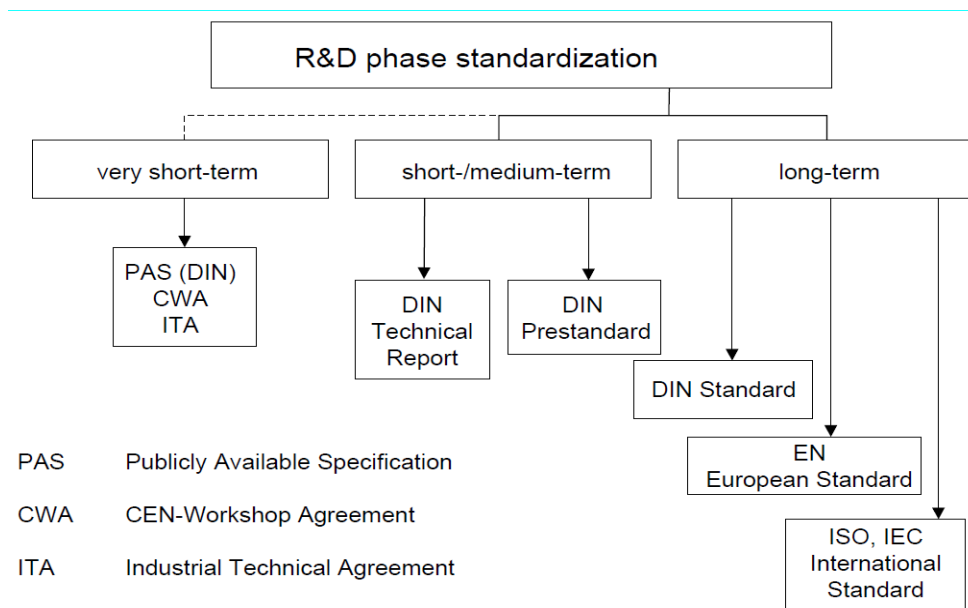 R&D phase standardization
very short-term
short-/medium-term
long-term
PAS (DIN)
CWA
ITA
DIN
Technical
Report
DIN
Prestandard
DIN Standard
EN
European Standard
ISO, IEC
International
Standard
PAS Publicly Available Specification
CWA CEN-Workshop Agreement
ITA Industrial Technical Agreement